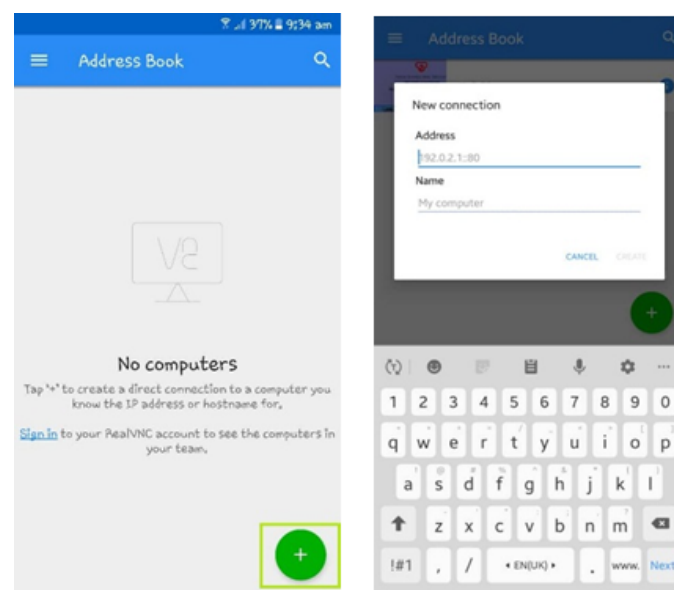 37% 9:34 am
Address Book
No computers
Tap '+' to create a direct connection to a computer you
know the IP address or hostname for.
Sign in to your RealVNC account to see the computers in
your team.
+
Address Book
New connection
Address
192.0.2.1::80
Name
My computer
CANCEL CREATE
+
1 2 3 4 5 6 7 8 9 0
q w e r t y u i o p
a s d f g h j k l
z x c v b n m
!#1 , / EN(UK) . www. Next